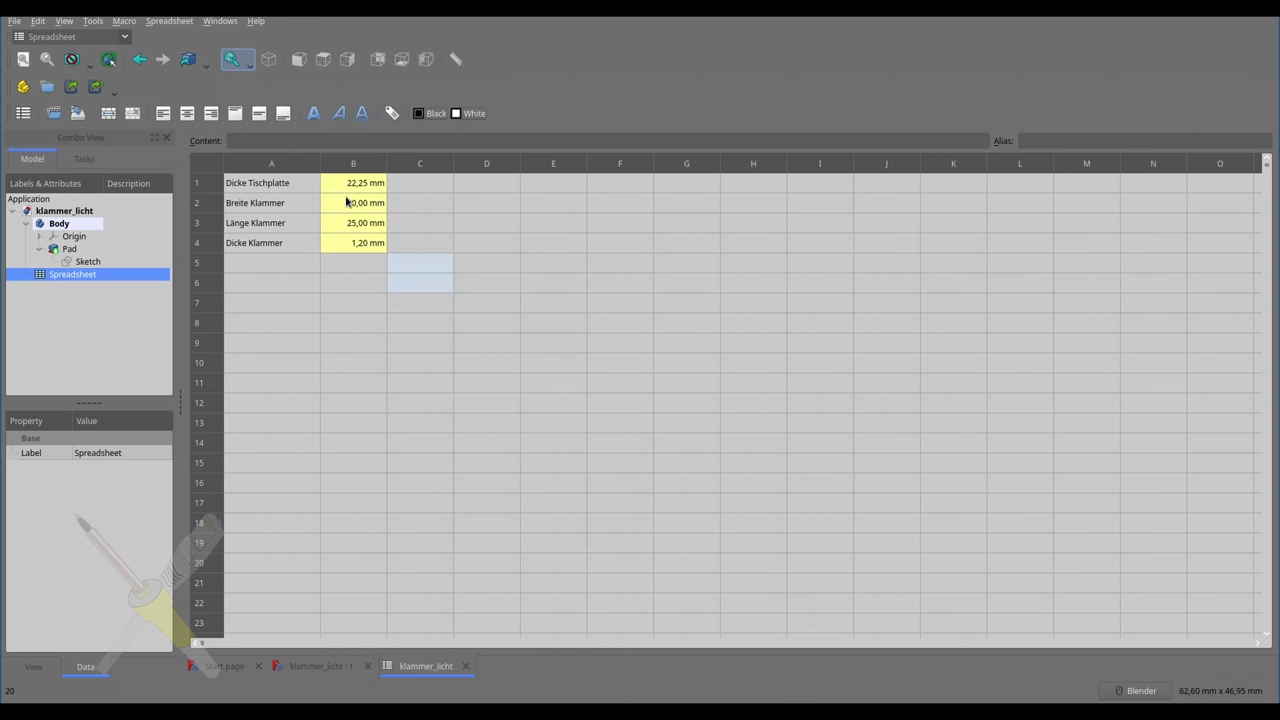 File Edit View Tools Macro Spreadsheet Windows Help
Spreadsheet
Black White
Combo View
Content: Alias:
Model Tasks
A B C D E F G H I J K L M N O
Labels & Attributes Description
1 Dicke Tischplatte 22,25 mm
Application
2 Breite Klammer 0,00 mm
klammer_licht
Body
3 Länge Klammer 25,00 mm
Origin
4 Dicke Klammer 1,20 mm
Pad
Sketch
5
Spreadsheet
6
7
8
9
10
11
12
Property Value
13
Base
14
Label Spreadsheet
15
16
17
18
19
20
21
22
23
View Data
Start page klammer_licht : 1 klammer_licht
20 Blender 62,60 mm x 46,95 mm